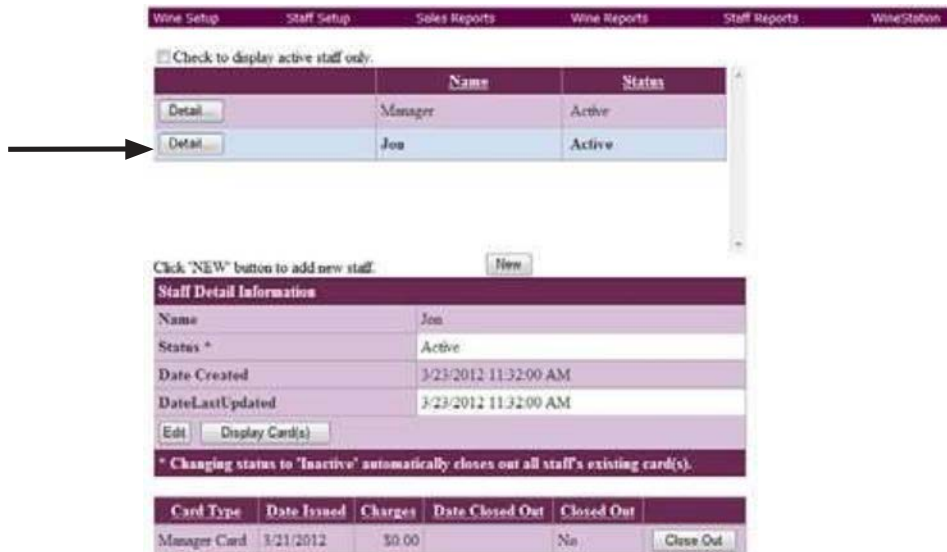 Wine Setup Staff Setup Sales Reports Wine Reports Staff Reports WineStation
Check to display active staff only.
Name Status
Detail... Manager Active
Detail... Jon Active
Click "NEW" button to add new staff. New
Staff Detail Information
Name Jon
Status * Active
Date Created 3/23/2012 11:32:00 AM
DateLastUpdated 3/23/2012 11:32:00 AM
Edit Display Card(s)
* Changing status to 'Inactive' automatically closes out all staff's existing card(s).
Card Type Date Issued Charges Date Closed Out Closed Out
Manager Card 3/21/2012 $0.00 No Close Out